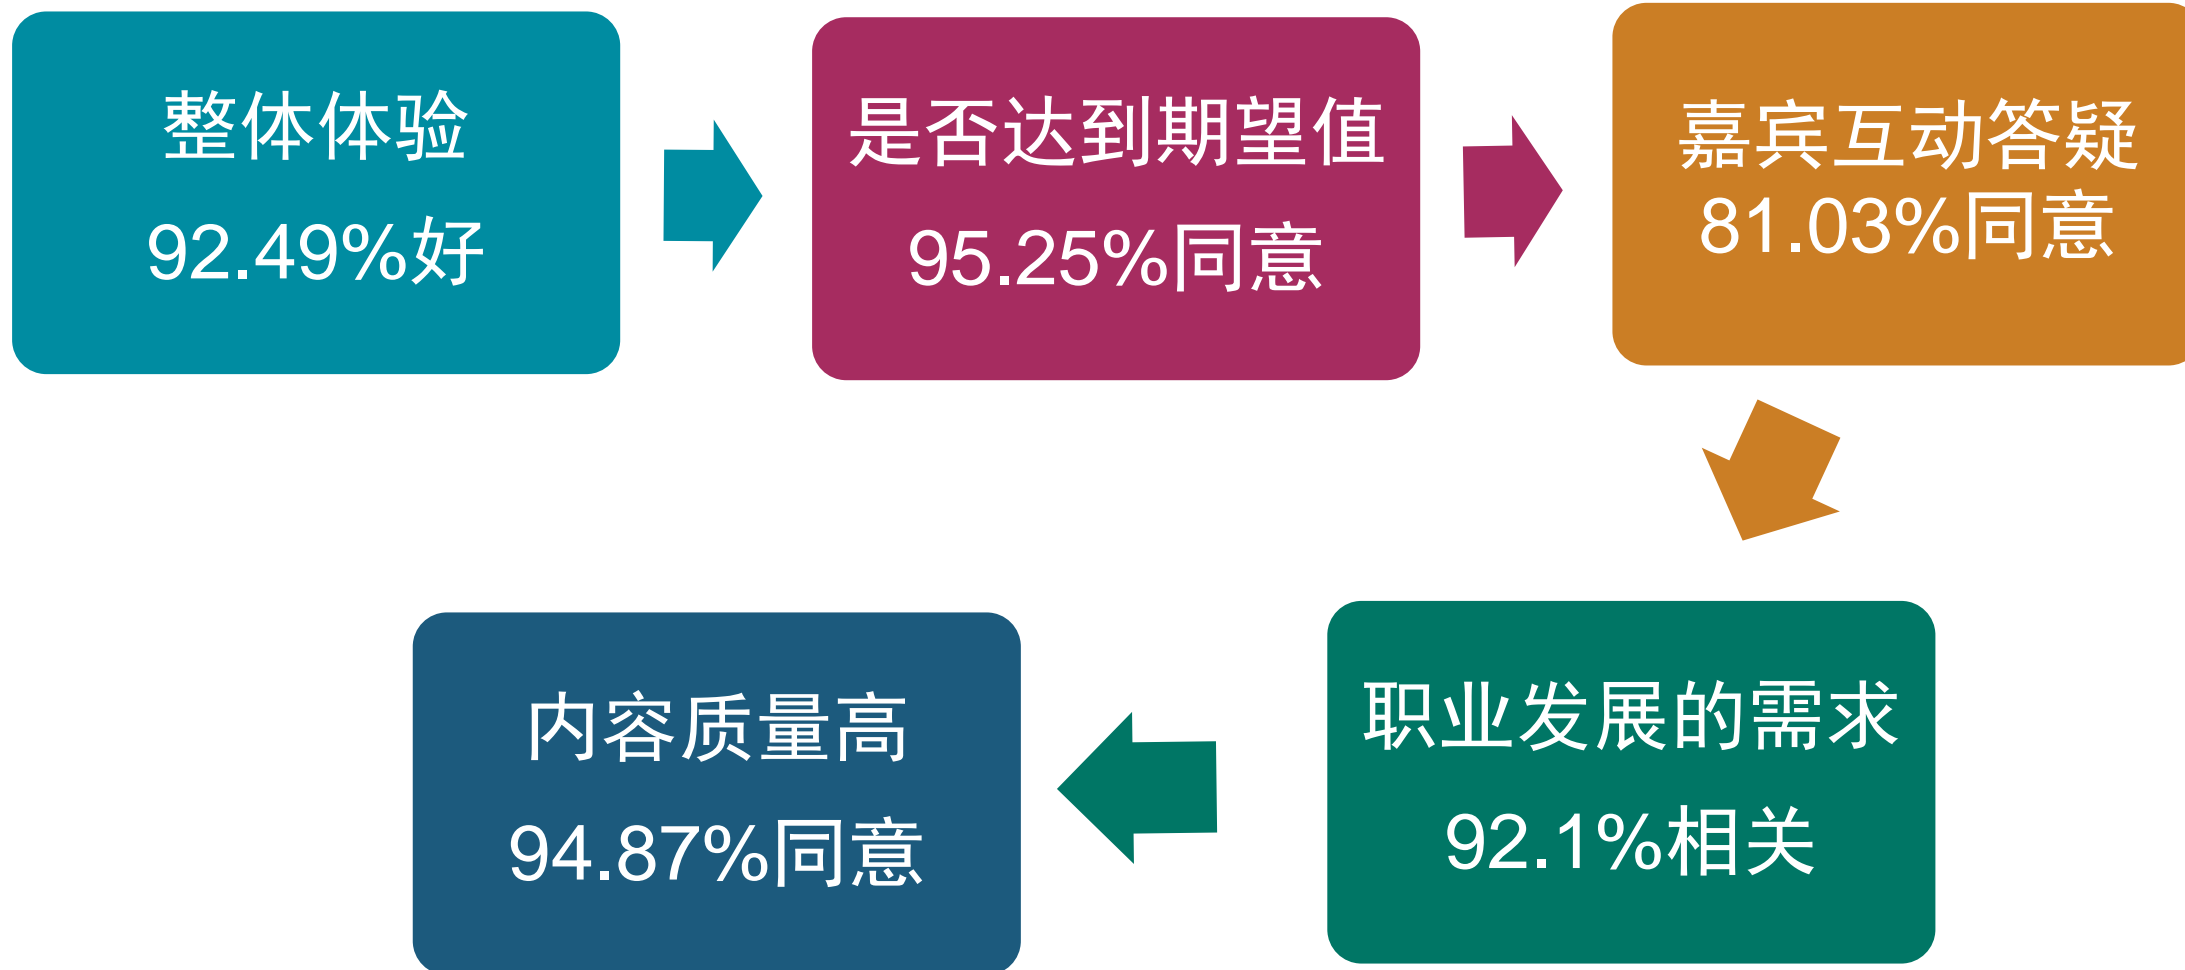 整体体验
92.49%好
是否达到期望值
95.25%同意
嘉宾互动答疑
81.03%同意
职业发展的需求
92.1%相关
内容质量高
94.87%同意